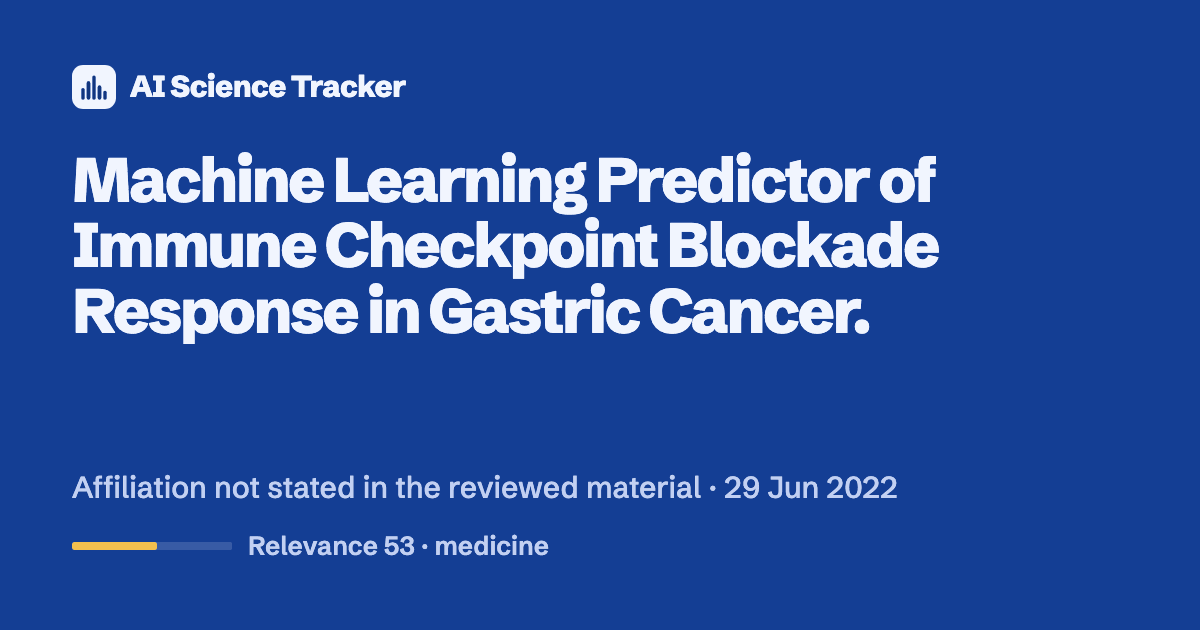 AI Science Tracker
Machine Learning Predictor of
Immune Checkpoint Blockade
Response in Gastric Cancer.
Affiliation not stated in the reviewed material · 29 Jun 2022
Relevance 53 · medicine